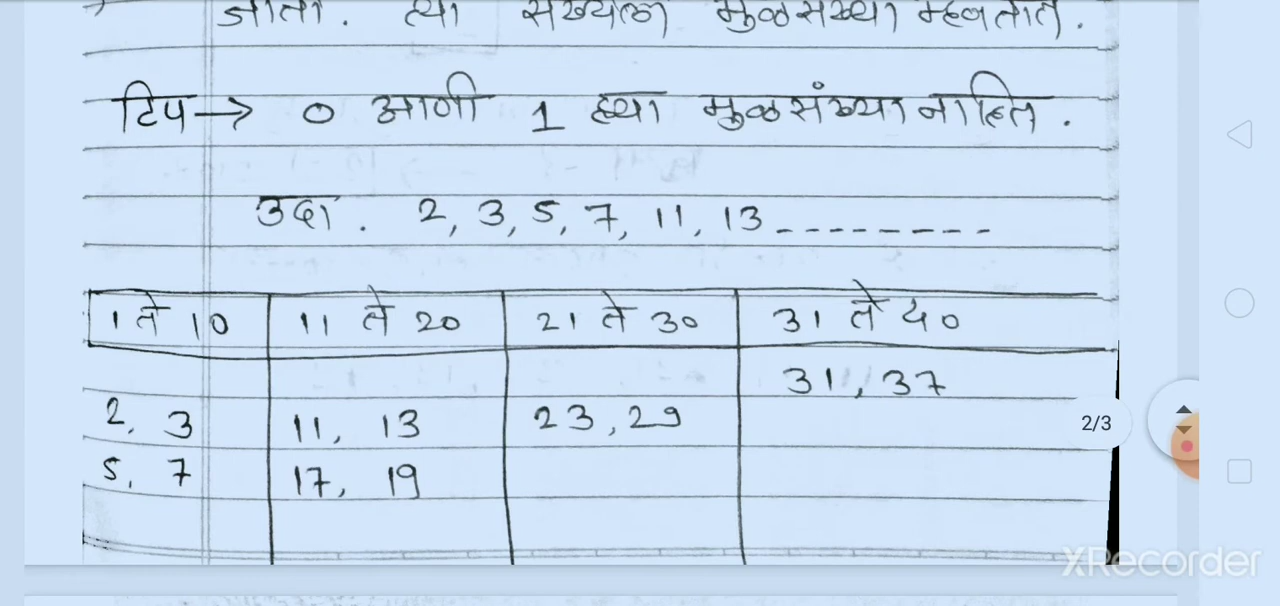 जाता. त्या संख्येला मुळसंख्या म्हणतात.
टिप → 0 आणी 1 ह्या मुळसंख्या नाहित.
उदा. 2, 3, 5, 7, 11, 13 --------
1 ते 10 11 ते 20 21 ते 30 31 ते 40
31, 37
2, 3 11, 13 23, 29
5, 7 17, 19
2/3
XRecorder